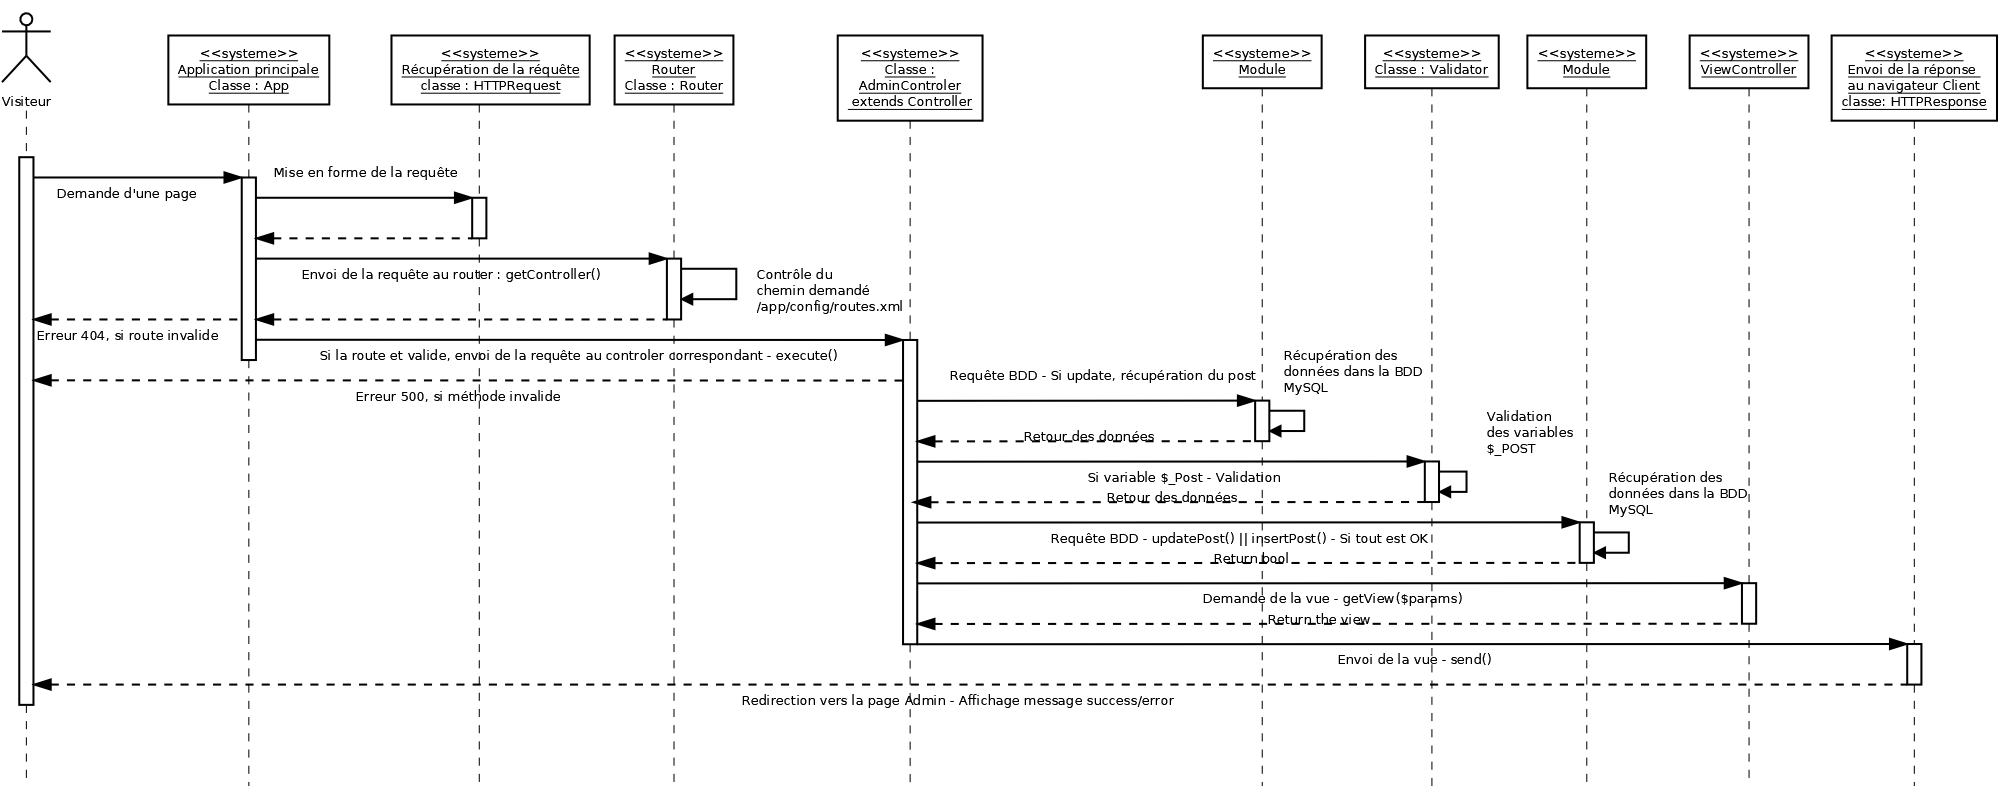 Visiteur
<<systeme>>
Application principale
Classe : App
<<systeme>>
Récupération de la réquête
classe : HTTPRequest
<<systeme>>
Router
Classe : Router
<<systeme>>
Classe :
AdminControler
extends Controller
<<systeme>>
Module
<<systeme>>
Classe : Validator
<<systeme>>
Module
<<systeme>>
ViewController
<<systeme>>
Envoi de la réponse
au navigateur Client
classe: HTTPResponse
Demande d'une page
Mise en forme de la requête
Envoi de la requête au router : getController()
Contrôle du
chemin demandé
/app/config/routes.xml
Erreur 404, si route invalide
Si la route et valide, envoi de la requête au controler correspondant - execute()
Erreur 500, si méthode invalide
Requête BDD - Si update, récupération du post
Récupération des
données dans la BDD
MySQL
Retour des données
Validation
des variables
$_POST
Si variable $_Post - Validation
Retour des données
Récupération des
données dans la BDD
MySQL
Requête BDD - updatePost() || insertPost() - Si tout est OK
Return bool
Demande de la vue - getView($params)
Return the view
Envoi de la vue - send()
Redirection vers la page Admin - Affichage message success/error